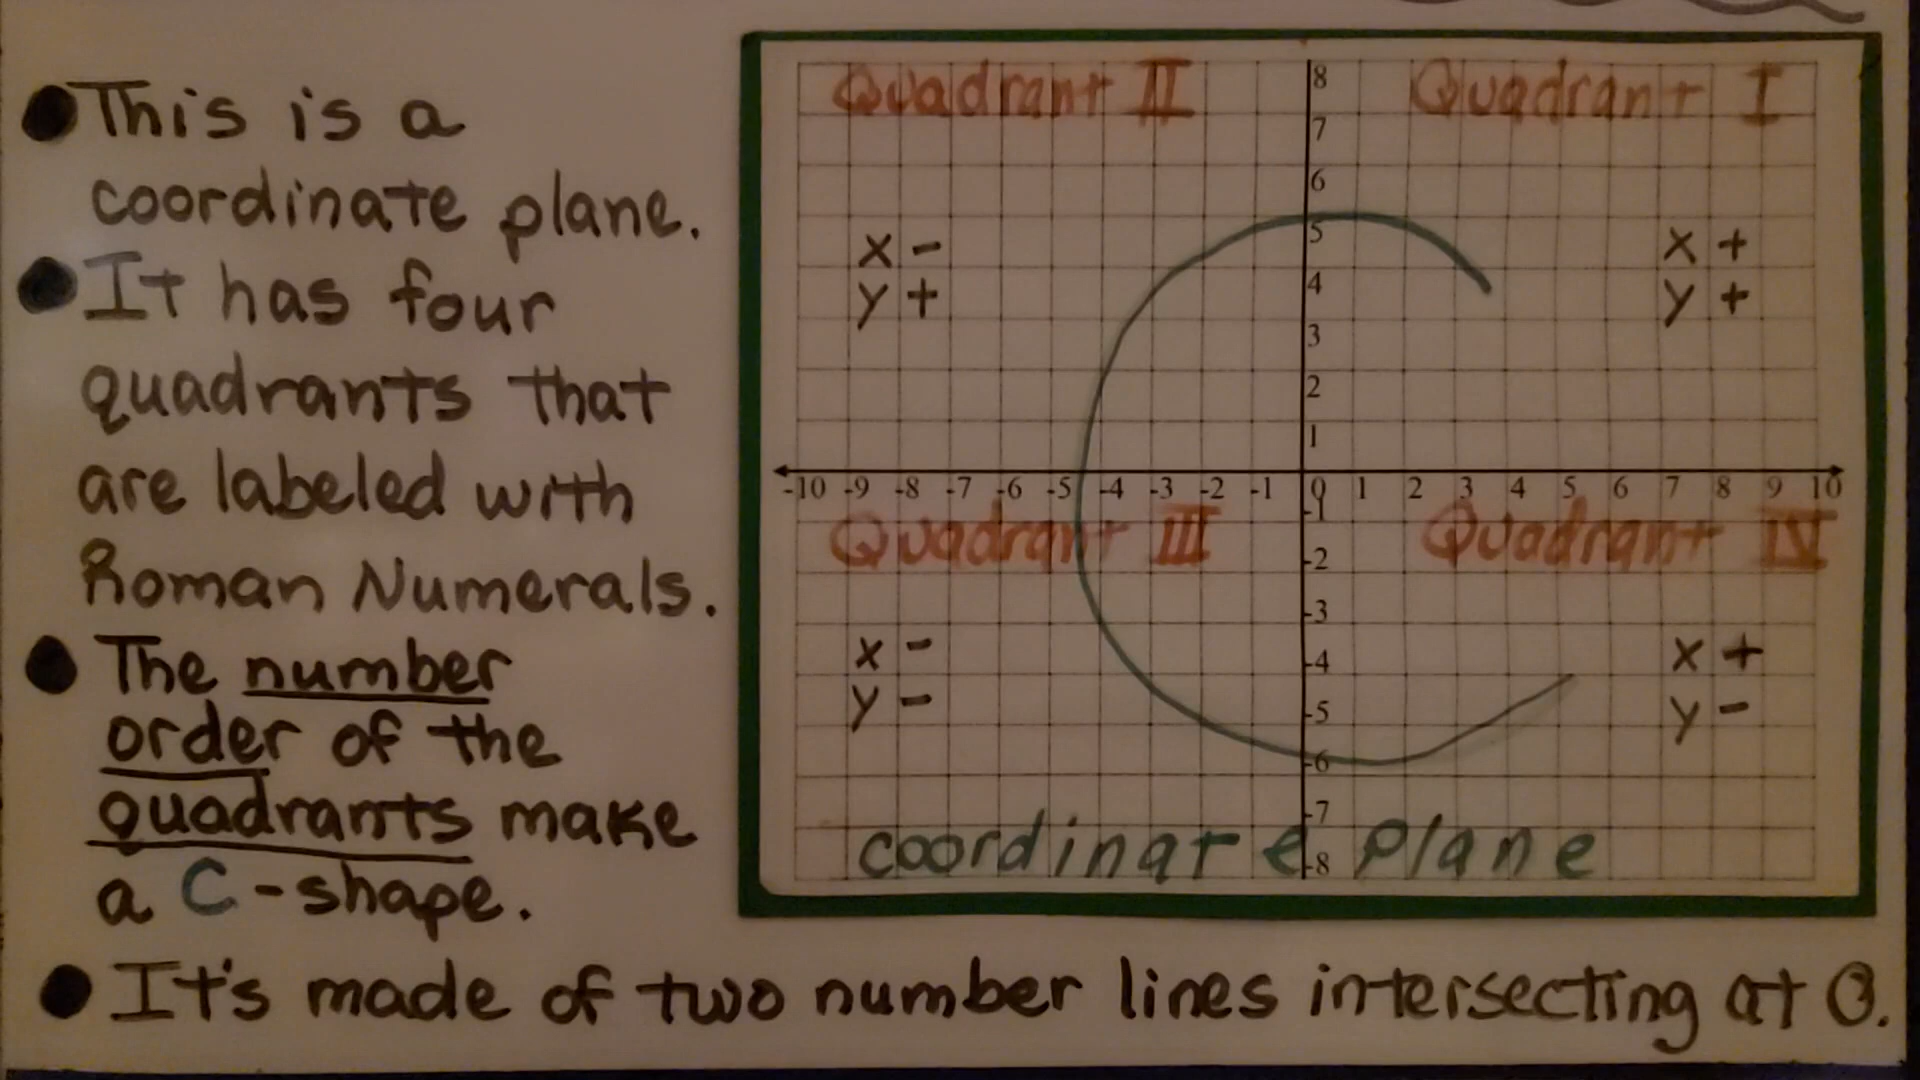 ● This is a
coordinate plane.
● It has four
quadrants that
are labeled with
Roman Numerals.
● The number
order of the
quadrants make
a C-shape.
Quadrant II
Quadrant I
8
7
6
5
4
3
2
1
x -
y +
x +
y +
-10 -9 -8 -7 -6 -5 -4 -3 -2 -1 0 1 2 3 4 5 6 7 8 9 10
Quadrant III
Quadrant IV
-1
-2
-3
-4
-5
-6
-7
-8
x -
y -
x +
y -
coordinate Plane
● It's made of two number lines intersecting at 0.